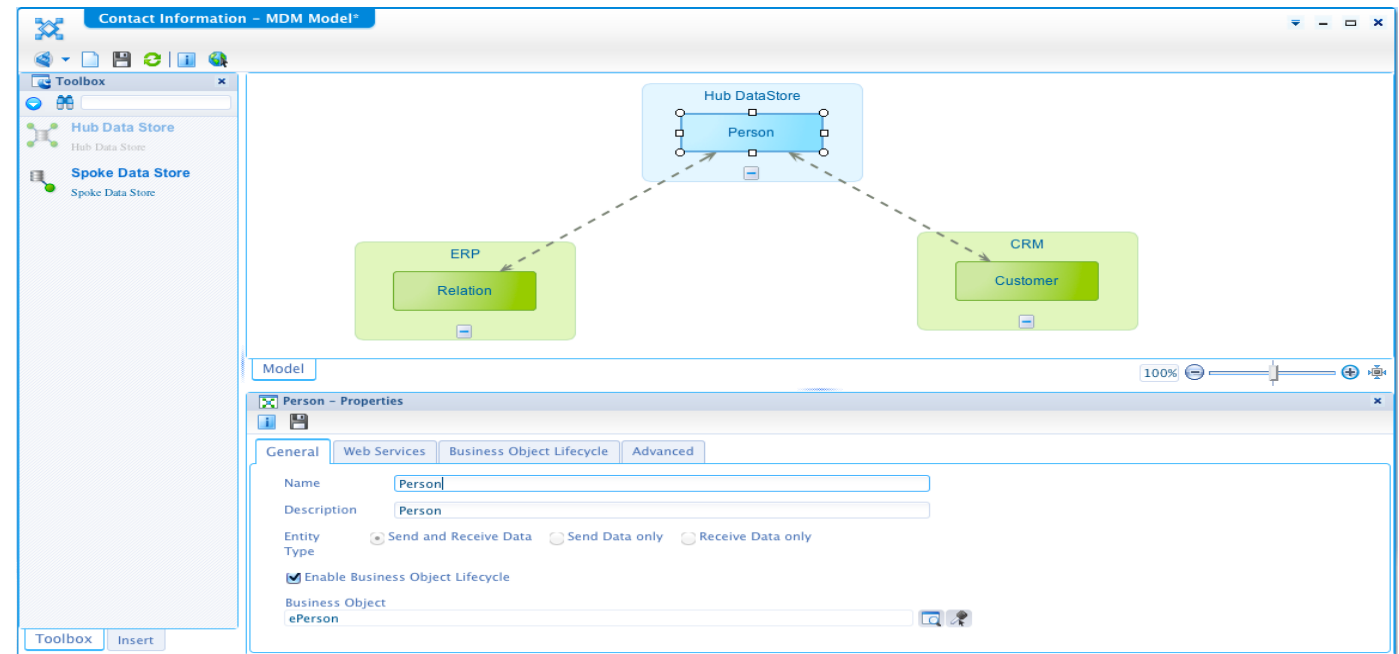 Contact Information – MDM Model*
Toolbox
Hub Data Store
Hub Data Store
Spoke Data Store
Spoke Data Store
Hub DataStore
Person
ERP
Relation
CRM
Customer
Model
100%
Person – Properties
General Web Services Business Object Lifecycle Advanced
Name Person
Description Person
Entity Type Send and Receive Data Send Data only Receive Data only
Enable Business Object Lifecycle
Business Object
ePerson
Toolbox Insert